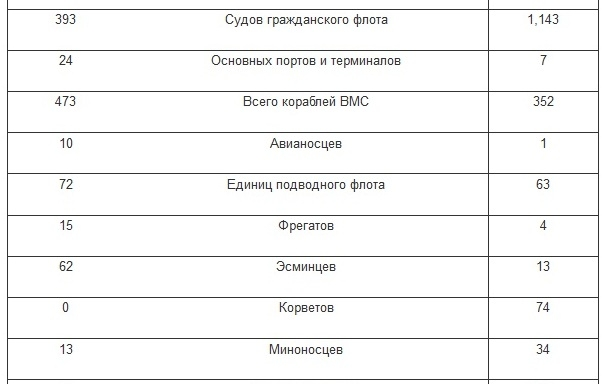 393 Судов гражданского флота 1,143
24 Основных портов и терминалов 7
473 Всего кораблей ВМС 352
10 Авианосцев 1
72 Единиц подводного флота 63
15 Фрегатов 4
62 Эсминцев 13
0 Корветов 74
13 Миноносцев 34